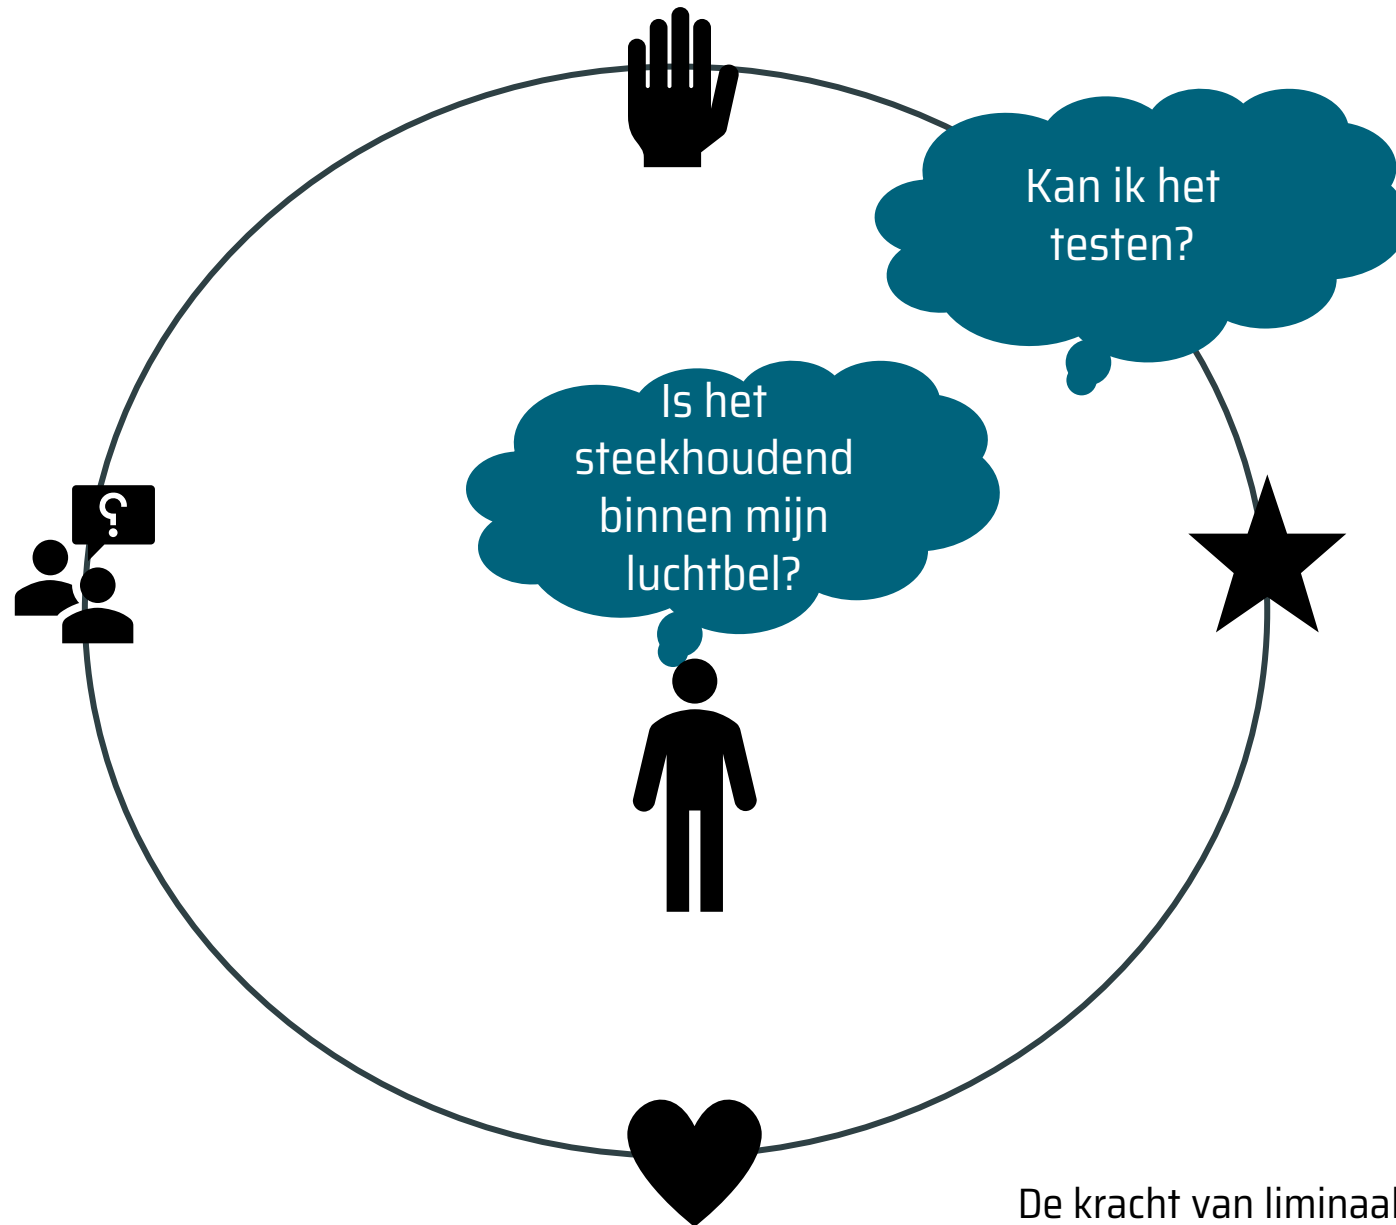 Kan ik het
testen?
Is het
steekhoudend
binnen mijn
luchtbel?
?
De kracht van liminaal